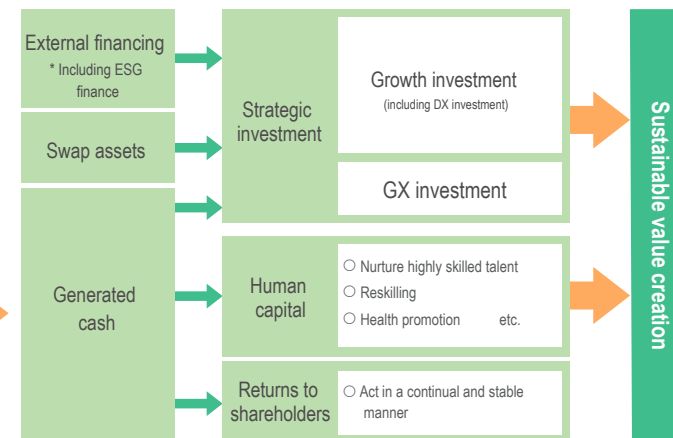 External financing
* Including ESG
finance
Swap assets
Generated
cash
Strategic
investment
Growth investment
(including DX investment)
GX investment
Human
capital
○ Nurture highly skilled talent
○ Reskilling
○ Health promotion etc.
Returns to
shareholders
○ Act in a continual and stable
manner
Sustainable value creation